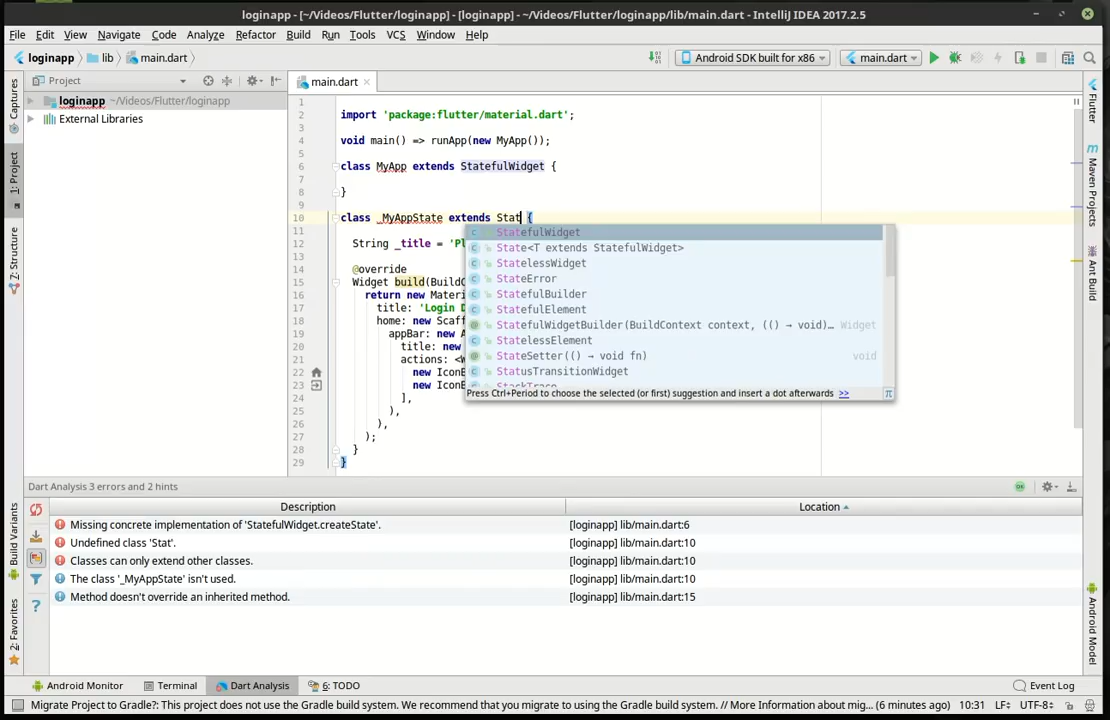 loginapp - [~/Videos/Flutter/loginapp] - [loginapp] - ~/Videos/Flutter/loginapp/lib/main.dart - IntelliJ IDEA 2017.2.5
File Edit View Navigate Code Analyze Refactor Build Run Tools VCS Window Help
loginapp lib main.dart Android SDK built for x86 main.dart
Project main.dart
loginapp ~/Videos/Flutter/loginapp
External Libraries
Captures
1: Project
7: Structure
Build Variants
2: Favorites
Flutter
Maven Projects
Ant Build
Android Model
1
2 import 'package:flutter/material.dart';
3
4 void main() => runApp(new MyApp());
5
6 class MyApp extends StatefulWidget {
7
8 }
9
10 class _MyAppState extends Stat {
11
12 String _title = 'Pl
13
14 @override
15 Widget build(BuildC
16 return new Materi
17 title: 'Login D
18 home: new Scaff
19 appBar: new A
20 title: new
21 actions: <W
22 new IconB
23 new IconB
24 ],
25 ),
26 ),
27 );
28 }
29 }
StatefulWidget
State<T extends StatefulWidget>
StatelessWidget
StateError
StatefulBuilder
StatefulElement
StatefulWidgetBuilder(BuildContext context, (() → void)… Widget
StatelessElement
StateSetter(() → void fn) void
StatusTransitionWidget
StackTrace
Press Ctrl+Period to choose the selected (or first) suggestion and insert a dot afterwards >> π
Dart Analysis 3 errors and 2 hints
Description Location
Missing concrete implementation of 'StatefulWidget.createState'. [loginapp] lib/main.dart:6
Undefined class 'Stat'. [loginapp] lib/main.dart:10
Classes can only extend other classes. [loginapp] lib/main.dart:10
The class '_MyAppState' isn't used. [loginapp] lib/main.dart:10
Method doesn't override an inherited method. [loginapp] lib/main.dart:15
Android Monitor Terminal Dart Analysis 6: TODO Event Log
Migrate Project to Gradle?: This project does not use the Gradle build system. We recommend that you migrate to using the Gradle build system. // More Information about mig... (6 minutes ago) 10:31 LF UTF-8